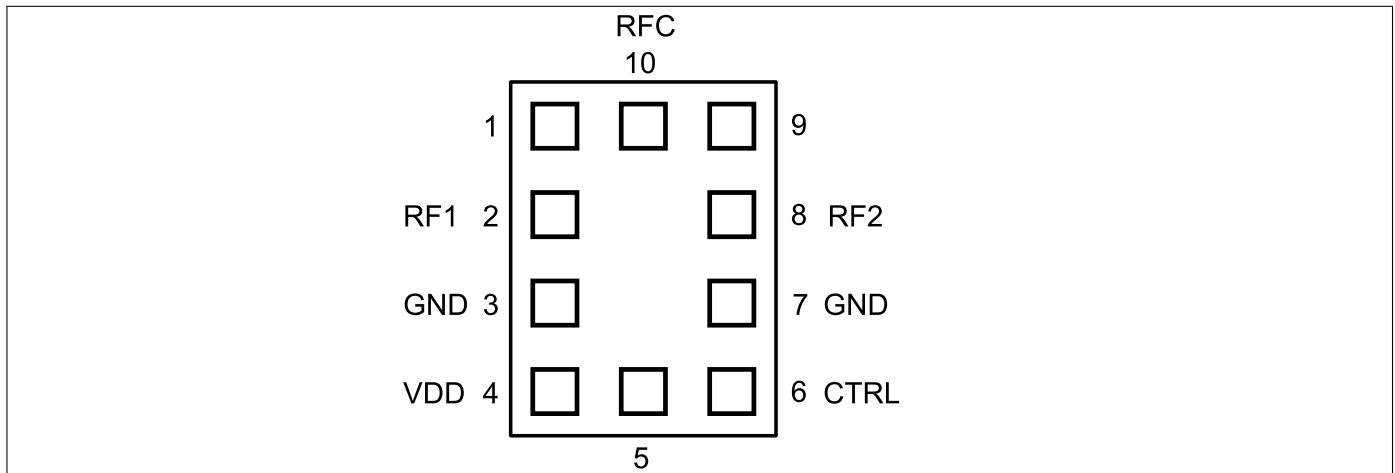 RFC
10
1 9
RF1 2 8 RF2
GND 3 7 GND
VDD 4 6 CTRL
5